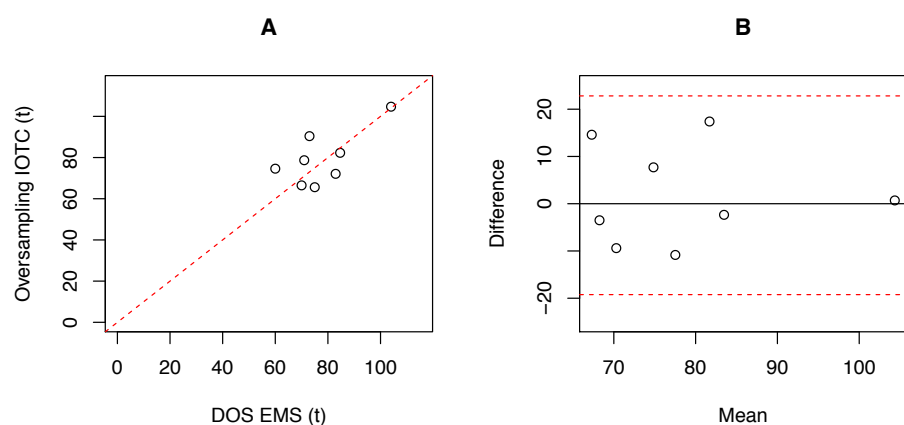 A
Oversampling IOTC (t)
0 20 40 60 80
0 20 40 60 80 100
DOS EMS (t)
B
Difference
−20 0 10 20
70 80 90 100
Mean